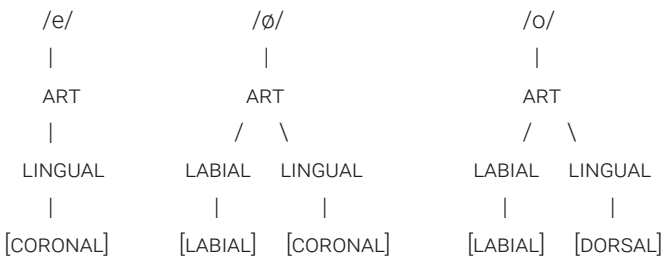 /e/ /ø/ /o/
| | |
ART ART ART
| / \ / \
LINGUAL LABIAL LINGUAL LABIAL LINGUAL
| | | | |
[CORONAL] [LABIAL] [CORONAL] [LABIAL] [DORSAL]